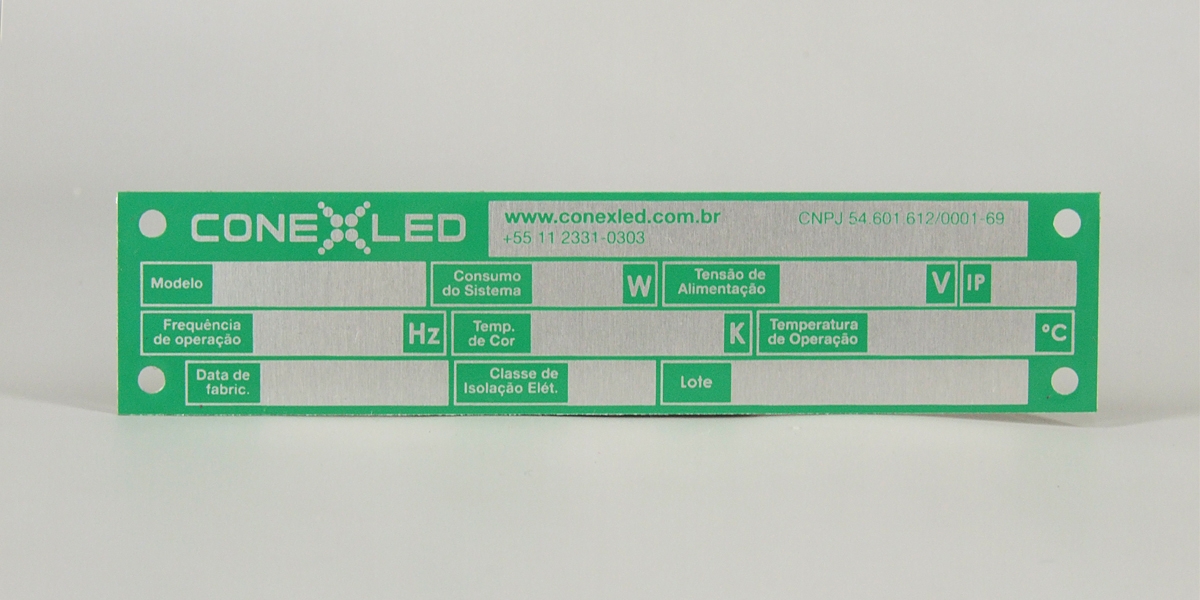 CONEXLED
www.conexled.com.br
+55 11 2331-0303
CNPJ 54.601.612/0001-69
Modelo
Consumo
do Sistema
W
Tensão de
Alimentação
V
IP
Frequência
de operação
Hz
Temp.
de Cor
K
Temperatura
de Operação
°C
Data de
fabric.
Classe de
Isolação Elét.
Lote